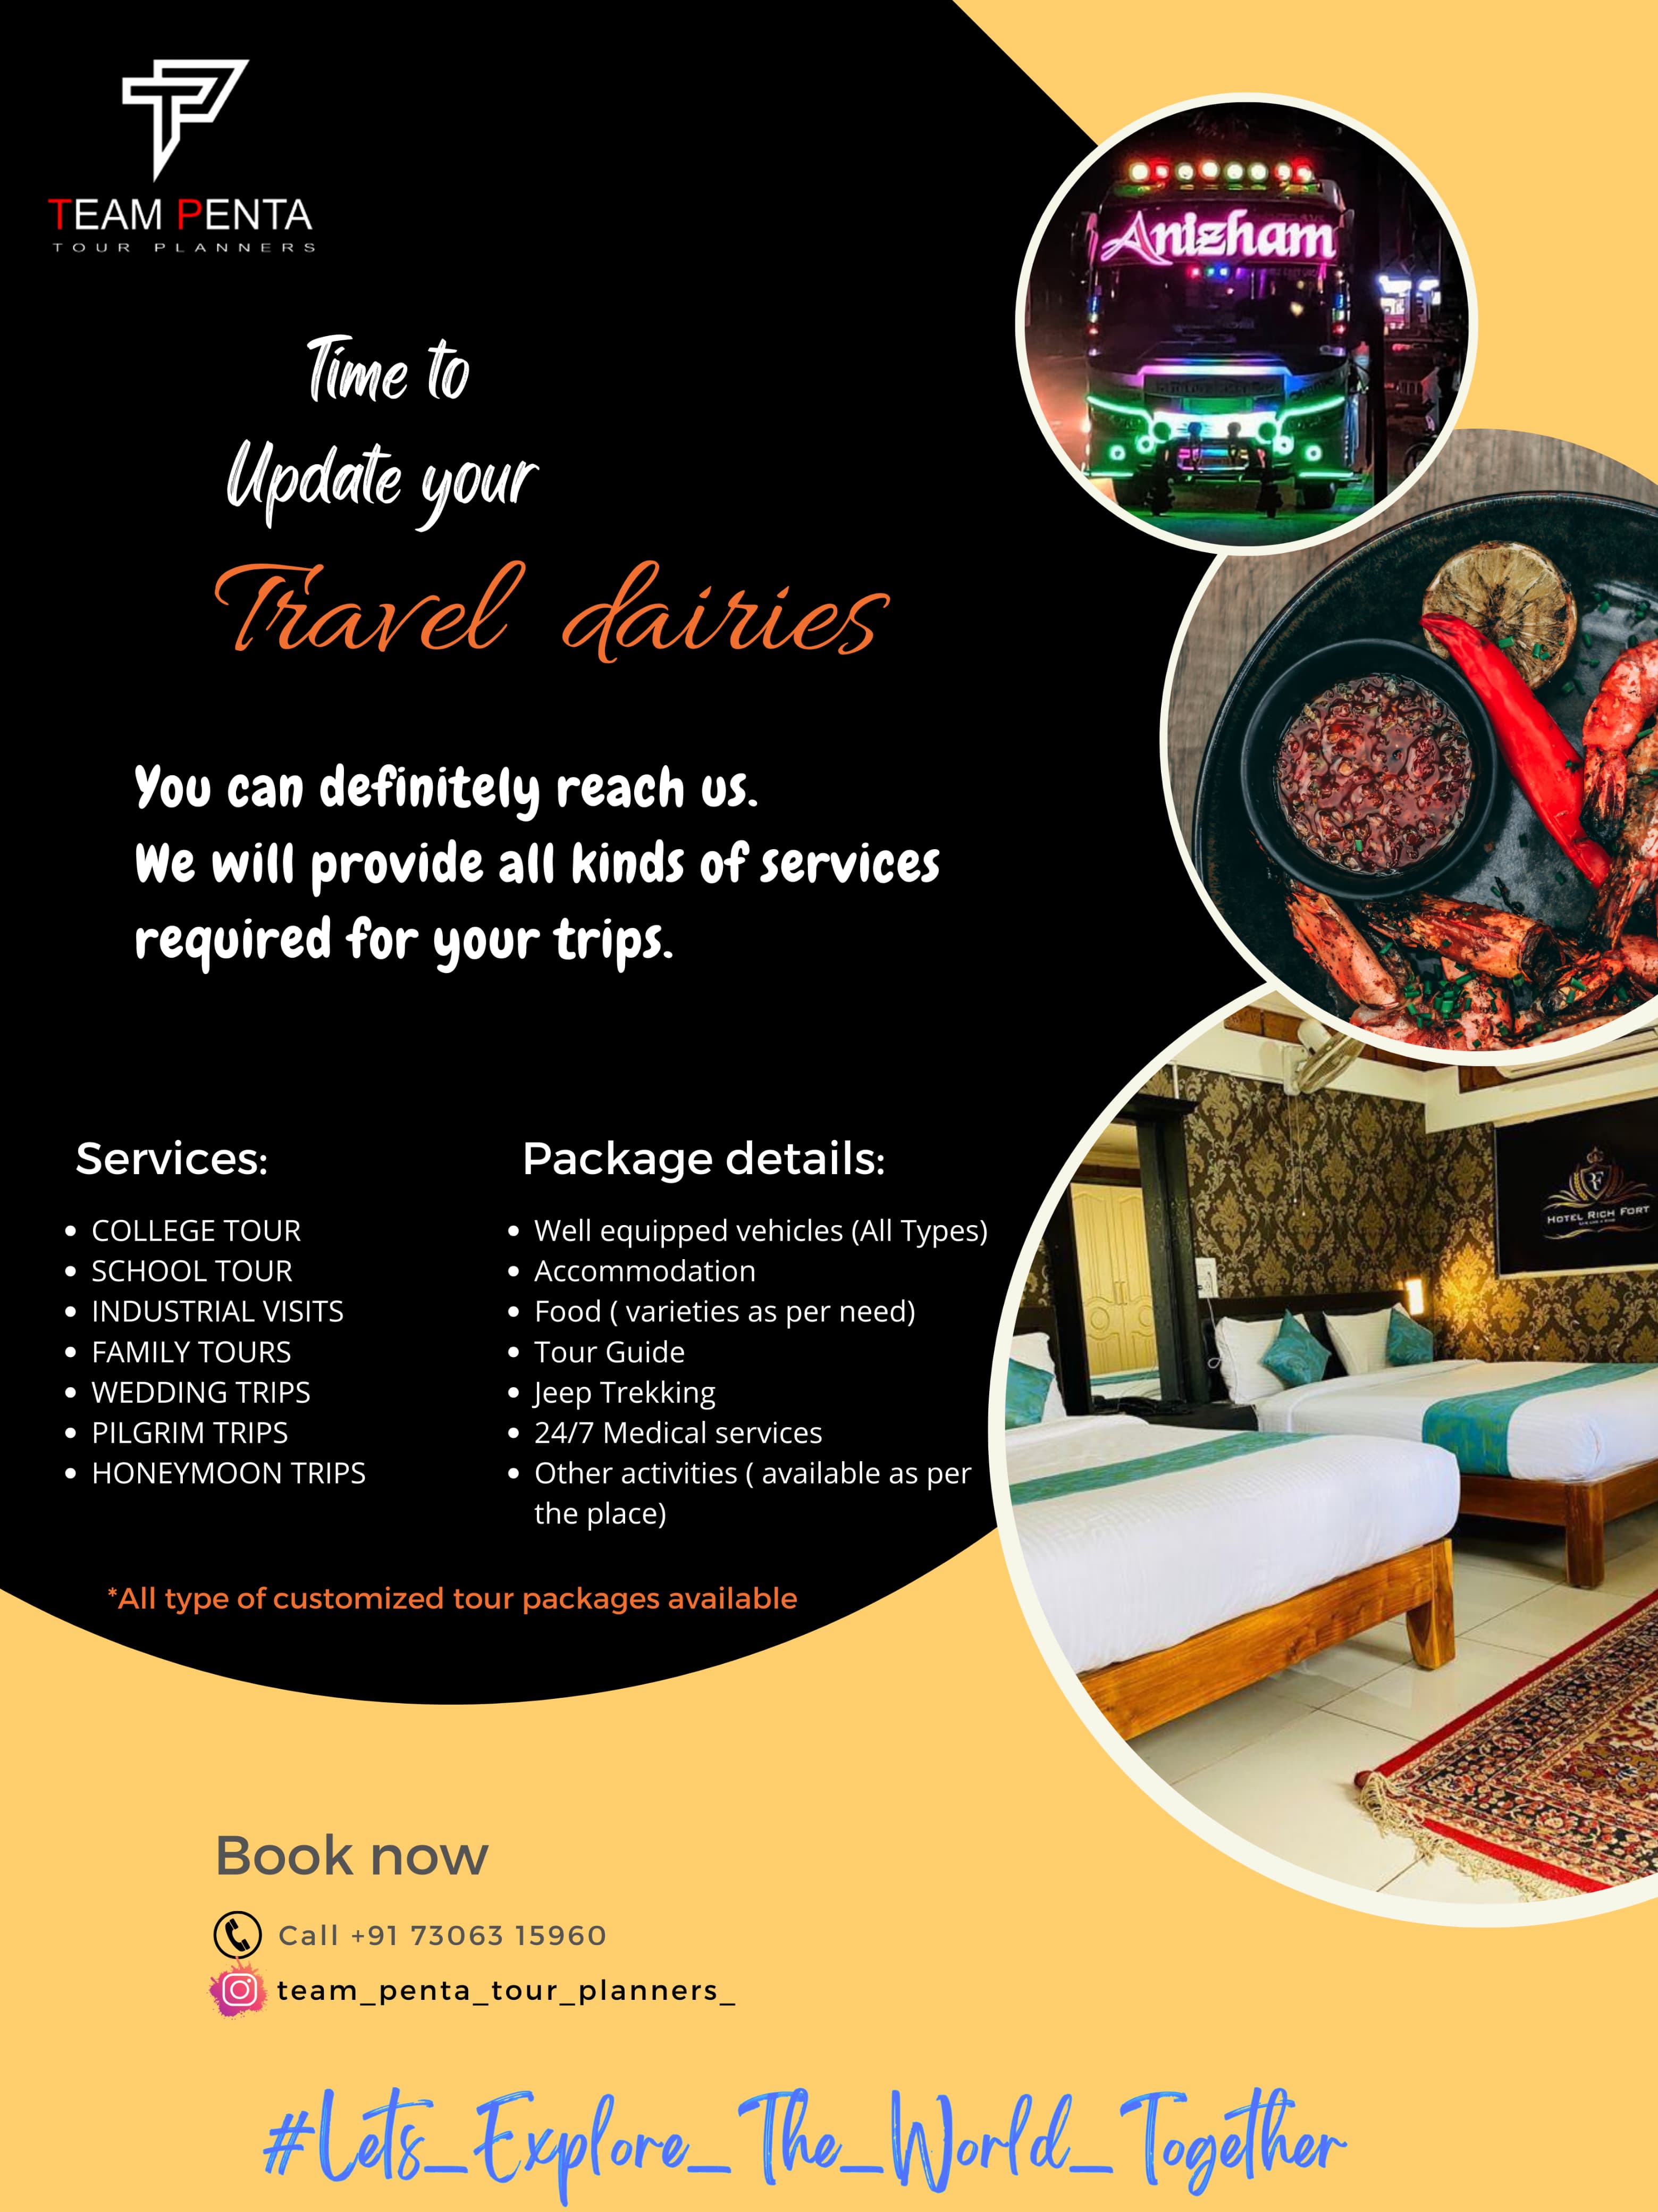 TEAM PENTA
TOUR PLANNERS
Time to
Update your
Travel dairies
You can definitely reach us.
We will provide all kinds of services
required for your trips.
Services:
• COLLEGE TOUR
• SCHOOL TOUR
• INDUSTRIAL VISITS
• FAMILY TOURS
• WEDDING TRIPS
• PILGRIM TRIPS
• HONEYMOON TRIPS
Package details:
• Well equipped vehicles (All Types)
• Accommodation
• Food ( varieties as per need)
• Tour Guide
• Jeep Trekking
• 24/7 Medical services
• Other activities ( available as per
the place)
*All type of customized tour packages available
Anizham
HOTEL RICH FORT
Book now
Call +91 73063 15960
team_penta_tour_planners_
#Lets_Explore_The_World_Together